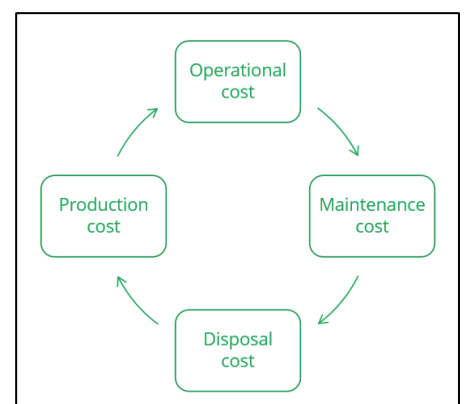 Operational
cost
Production
cost
Maintenance
cost
Disposal
cost